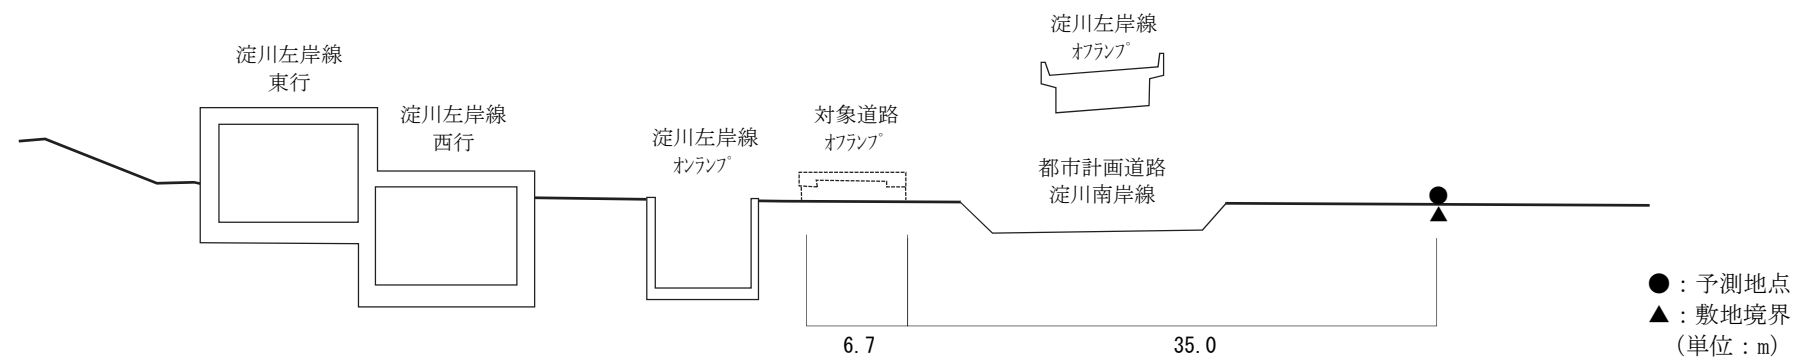 淀川左岸線
オフランプ
淀川左岸線
東行
淀川左岸線
西行
淀川左岸線
オンランプ
対象道路
オフランプ
都市計画道路
淀川南岸線
●：予測地点
▲：敷地境界
(単位：m)
6.7
35.0